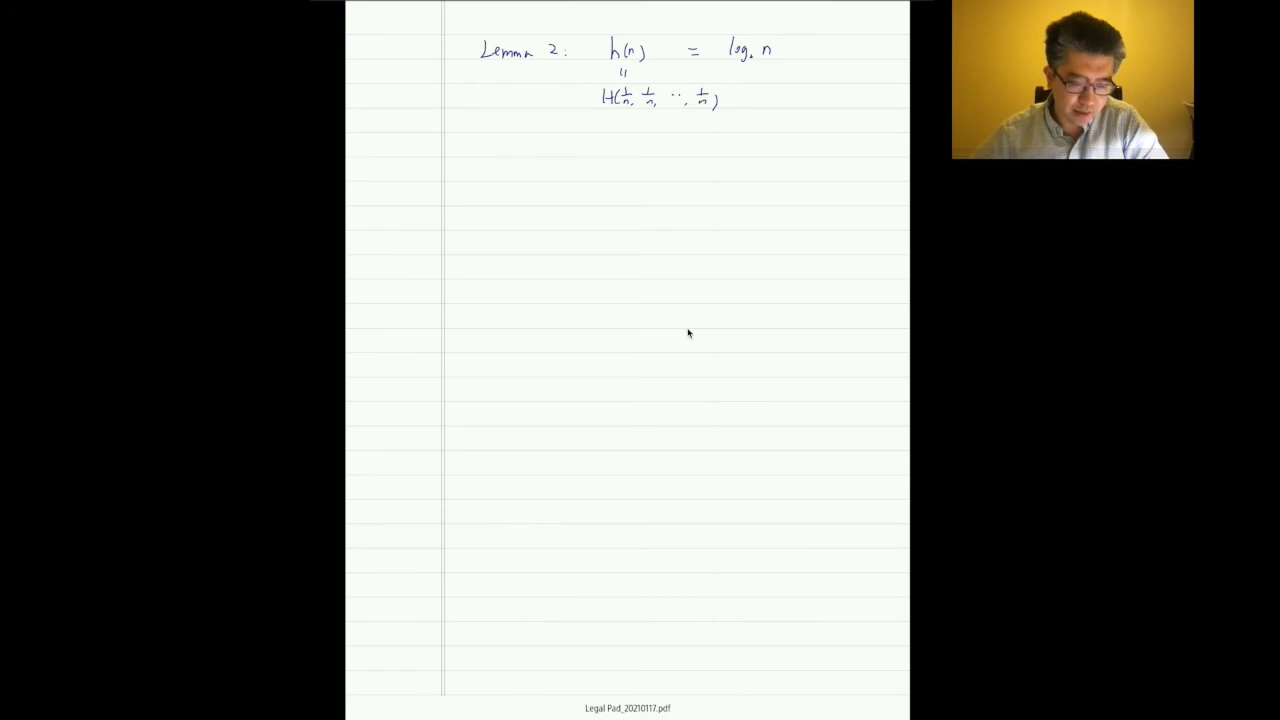 Lemma 2: h(n) = log₂ n
"
H(1/n, 1/n, ··, 1/n)
Legal Pad_20210117.pdf